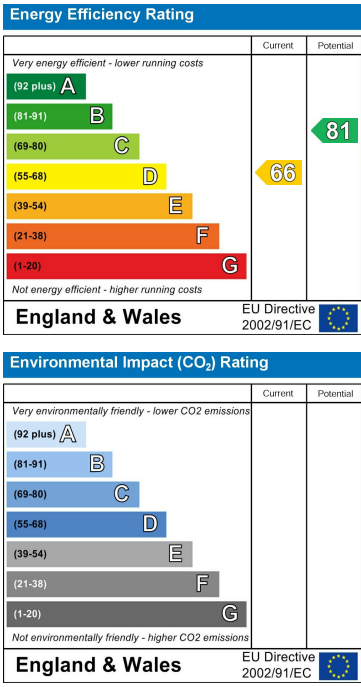 Energy Efficiency Rating
Current Potential
Very energy efficient - lower running costs
(92 plus) A
(81-91) B
81
(69-80) C
(55-68) D
66
(39-54) E
(21-38) F
(1-20) G
Not energy efficient - higher running costs
England & Wales
EU Directive
2002/91/EC
Environmental Impact (CO₂) Rating
Current Potential
Very environmentally friendly - lower CO2 emissions
(92 plus) A
(81-91) B
(69-80) C
(55-68) D
(39-54) E
(21-38) F
(1-20) G
Not environmentally friendly - higher CO2 emissions
England & Wales
EU Directive
2002/91/EC